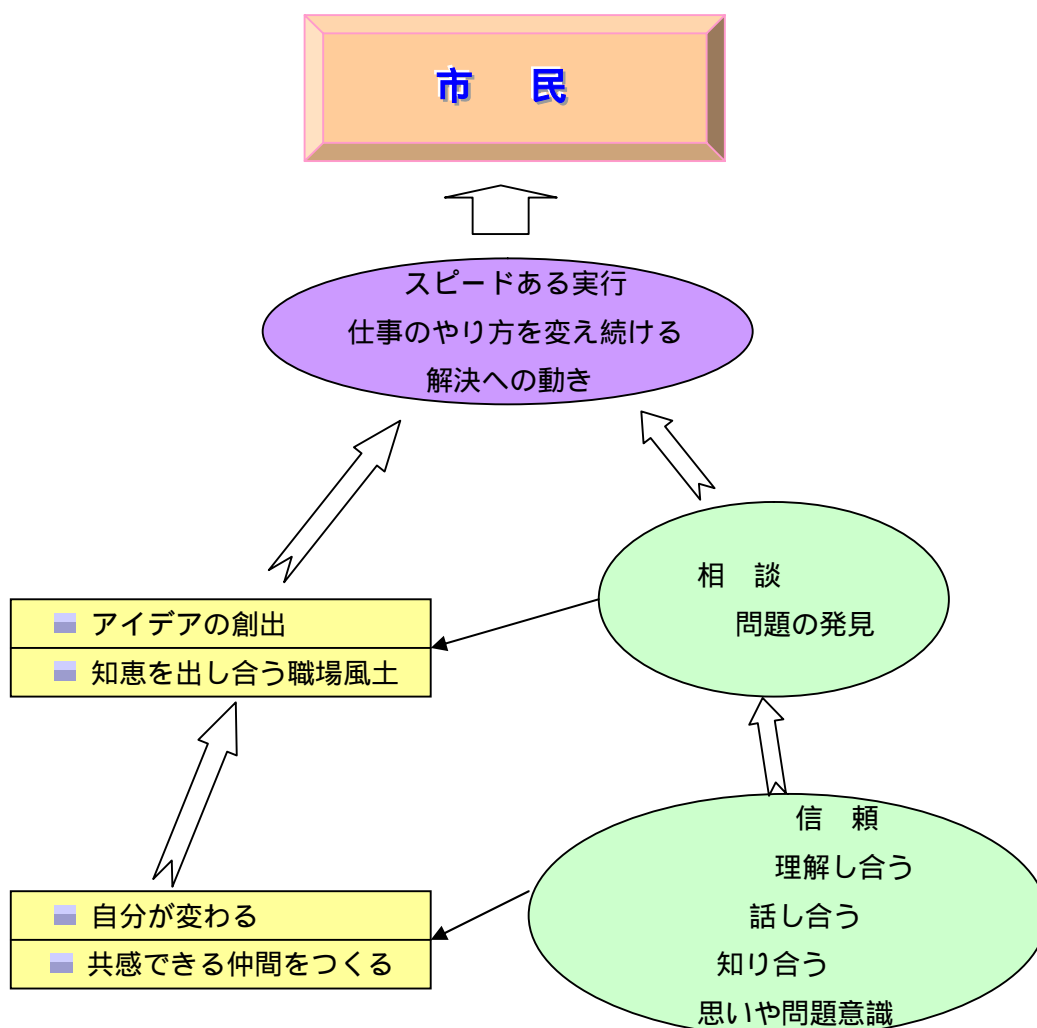 市　民
スピードある実行
仕事のやり方を変え続ける
解決への動き
相　談
問題の発見
アイデアの創出
知恵を出し合う職場風土
信　頼
理解し合う
話し合う
知り合う
思いや問題意識
自分が変わる
共感できる仲間をつくる